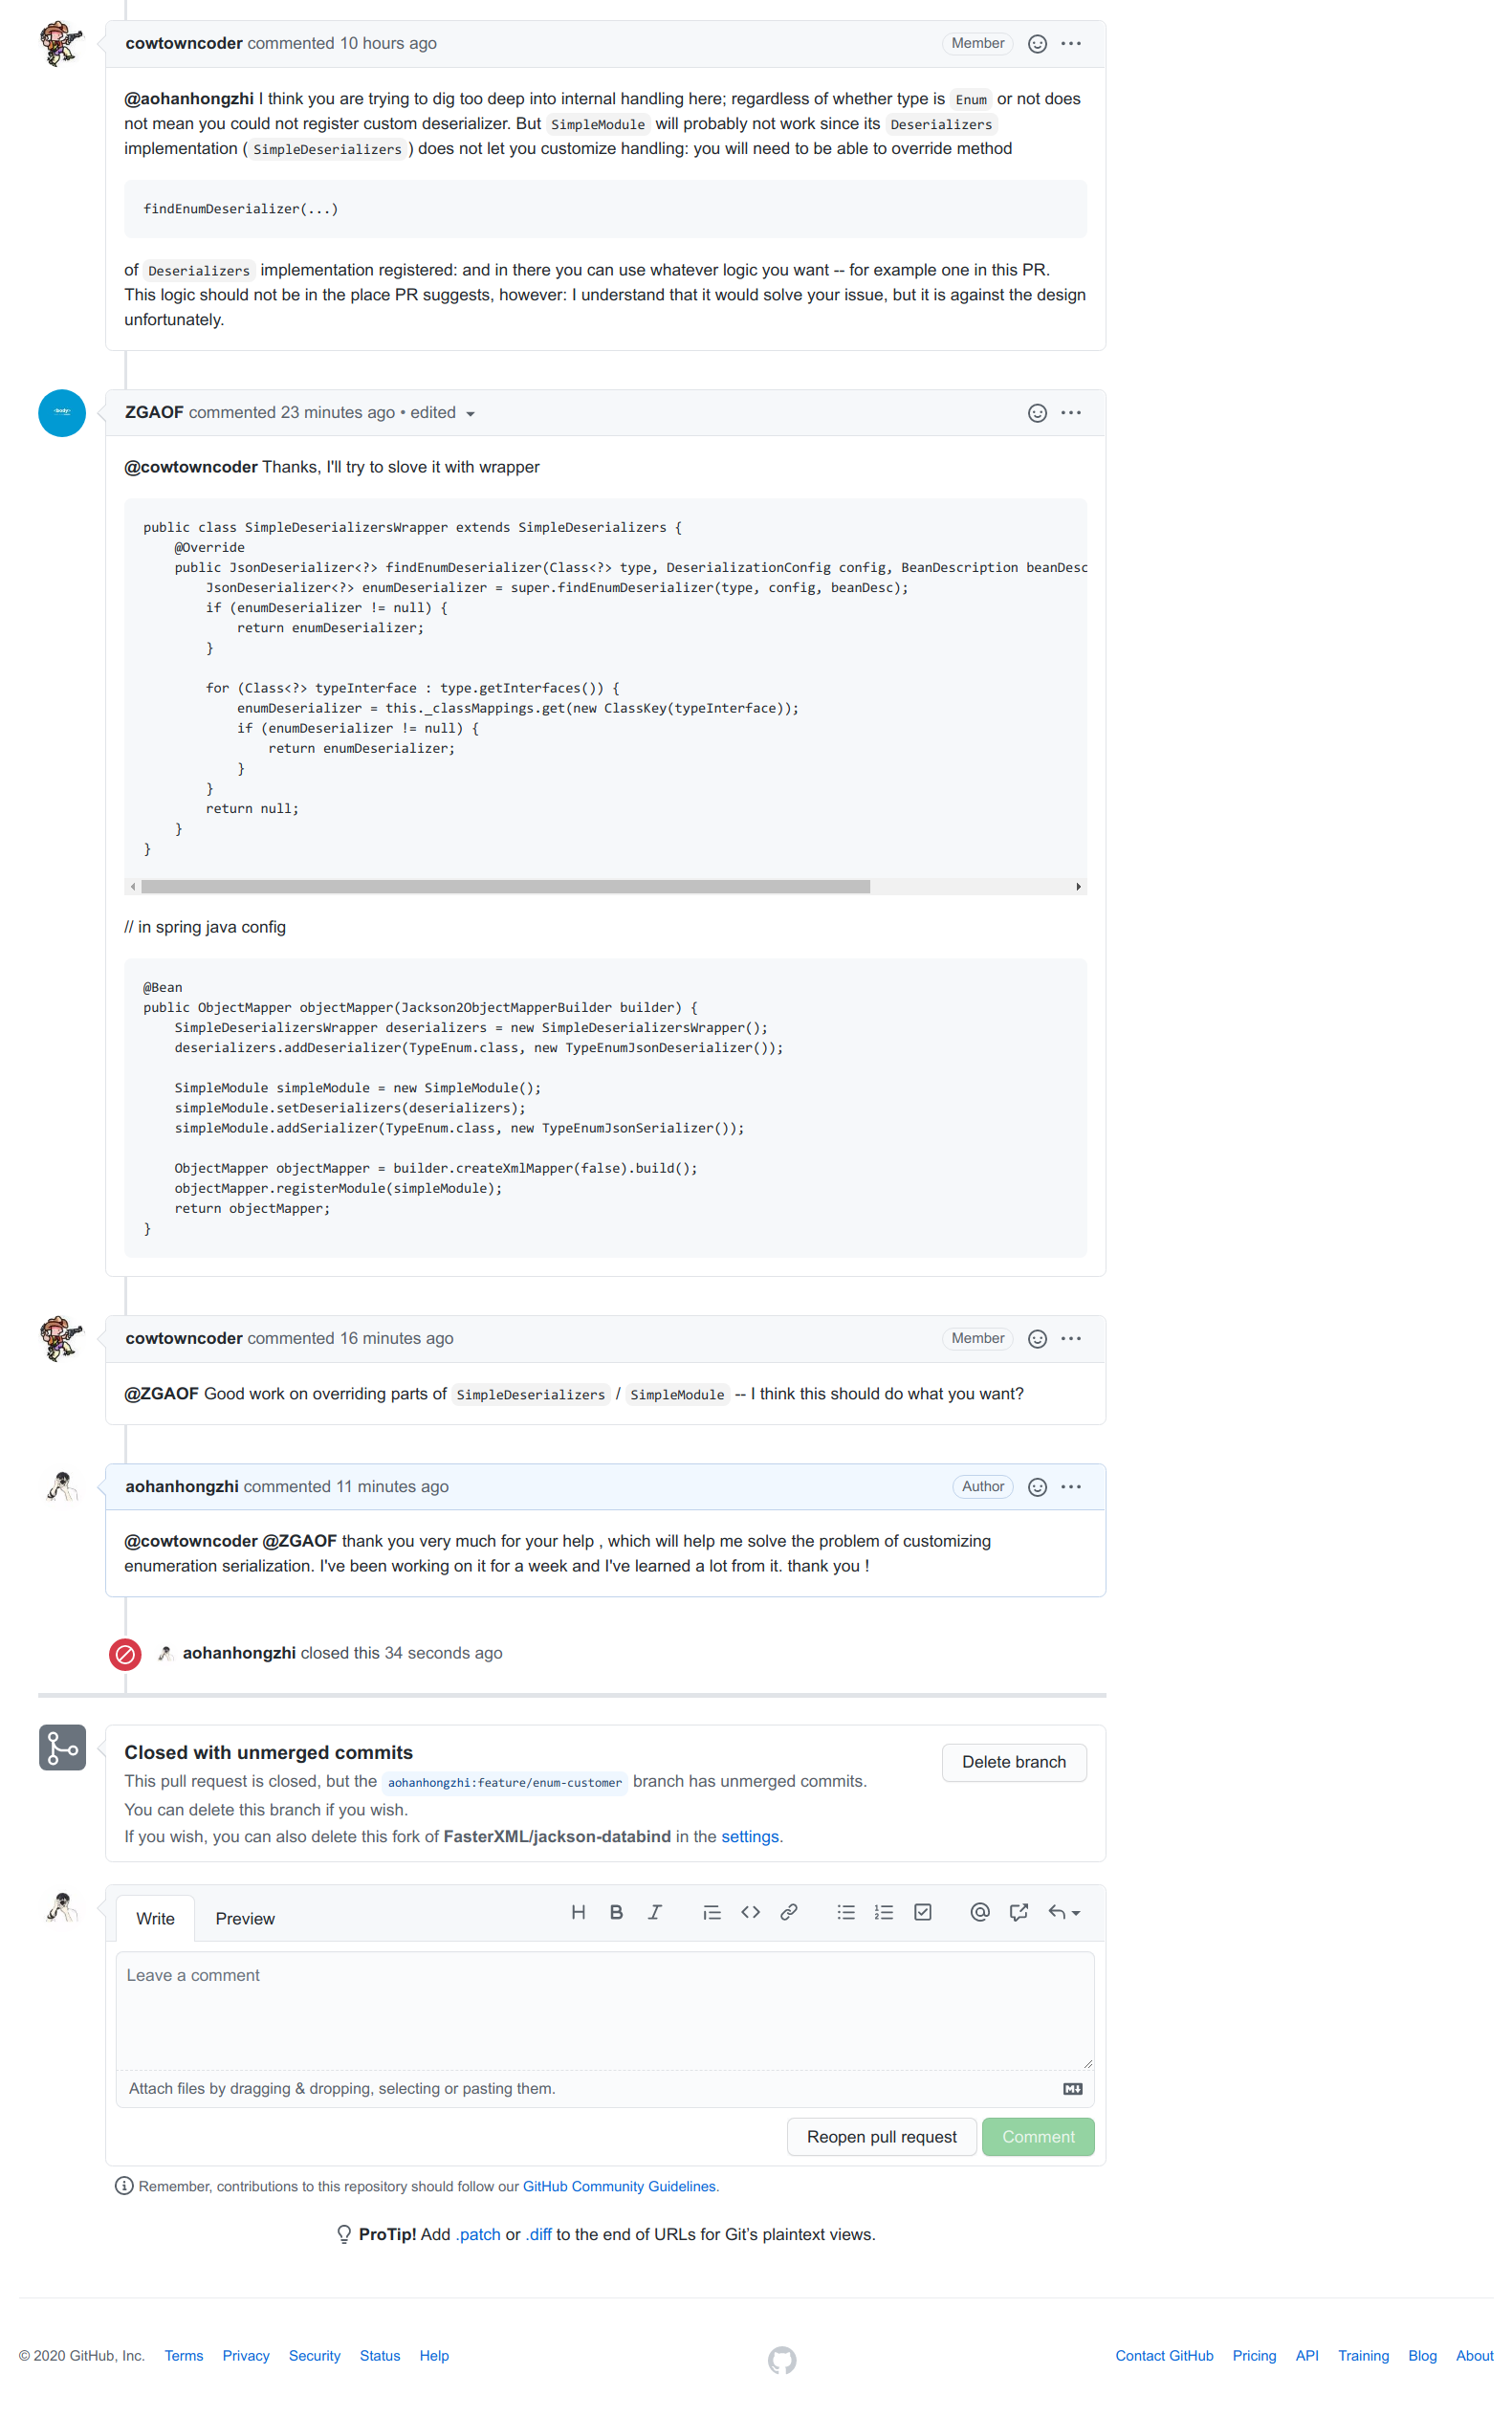 cowtowncoder commented 10 hours ago
Member
@aohanhongzhi I think you are trying to dig too deep into internal handling here; regardless of whether type is Enum or not does
not mean you could not register custom deserializer. But SimpleModule will probably not work since its Deserializers
implementation ( SimpleDeserializers ) does not let you customize handling: you will need to be able to override method
findEnumDeserializer(...)
of Deserializers implementation registered: and in there you can use whatever logic you want -- for example one in this PR.
This logic should not be in the place PR suggests, however: I understand that it would solve your issue, but it is against the design
unfortunately.
<body>
ZGAOF commented 23 minutes ago • edited
@cowtowncoder Thanks, I'll try to slove it with wrapper
public class SimpleDeserializersWrapper extends SimpleDeserializers {
    @Override
    public JsonDeserializer<?> findEnumDeserializer(Class<?> type, DeserializationConfig config, BeanDescription beanDesc
        JsonDeserializer<?> enumDeserializer = super.findEnumDeserializer(type, config, beanDesc);
        if (enumDeserializer != null) {
            return enumDeserializer;
        }
        for (Class<?> typeInterface : type.getInterfaces()) {
            enumDeserializer = this._classMappings.get(new ClassKey(typeInterface));
            if (enumDeserializer != null) {
                return enumDeserializer;
            }
        }
        return null;
    }
}
// in spring java config
@Bean
public ObjectMapper objectMapper(Jackson2ObjectMapperBuilder builder) {
    SimpleDeserializersWrapper deserializers = new SimpleDeserializersWrapper();
    deserializers.addDeserializer(TypeEnum.class, new TypeEnumJsonDeserializer());
    SimpleModule simpleModule = new SimpleModule();
    simpleModule.setDeserializers(deserializers);
    simpleModule.addSerializer(TypeEnum.class, new TypeEnumJsonSerializer());
    ObjectMapper objectMapper = builder.createXmlMapper(false).build();
    objectMapper.registerModule(simpleModule);
    return objectMapper;
}
cowtowncoder commented 16 minutes ago
Member
@ZGAOF Good work on overriding parts of SimpleDeserializers / SimpleModule -- I think this should do what you want?
aohanhongzhi commented 11 minutes ago
Author
@cowtowncoder @ZGAOF thank you very much for your help , which will help me solve the problem of customizing
enumeration serialization. I've been working on it for a week and I've learned a lot from it. thank you !
aohanhongzhi closed this 34 seconds ago
Closed with unmerged commits
This pull request is closed, but the aohanhongzhi:feature/enum-customer branch has unmerged commits.
You can delete this branch if you wish.
If you wish, you can also delete this fork of FasterXML/jackson-databind in the settings.
Delete branch
Write Preview
Leave a comment
Attach files by dragging & dropping, selecting or pasting them.
Reopen pull request Comment
Remember, contributions to this repository should follow our GitHub Community Guidelines.
ProTip! Add .patch or .diff to the end of URLs for Git’s plaintext views.
© 2020 GitHub, Inc. Terms Privacy Security Status Help
Contact GitHub Pricing API Training Blog About